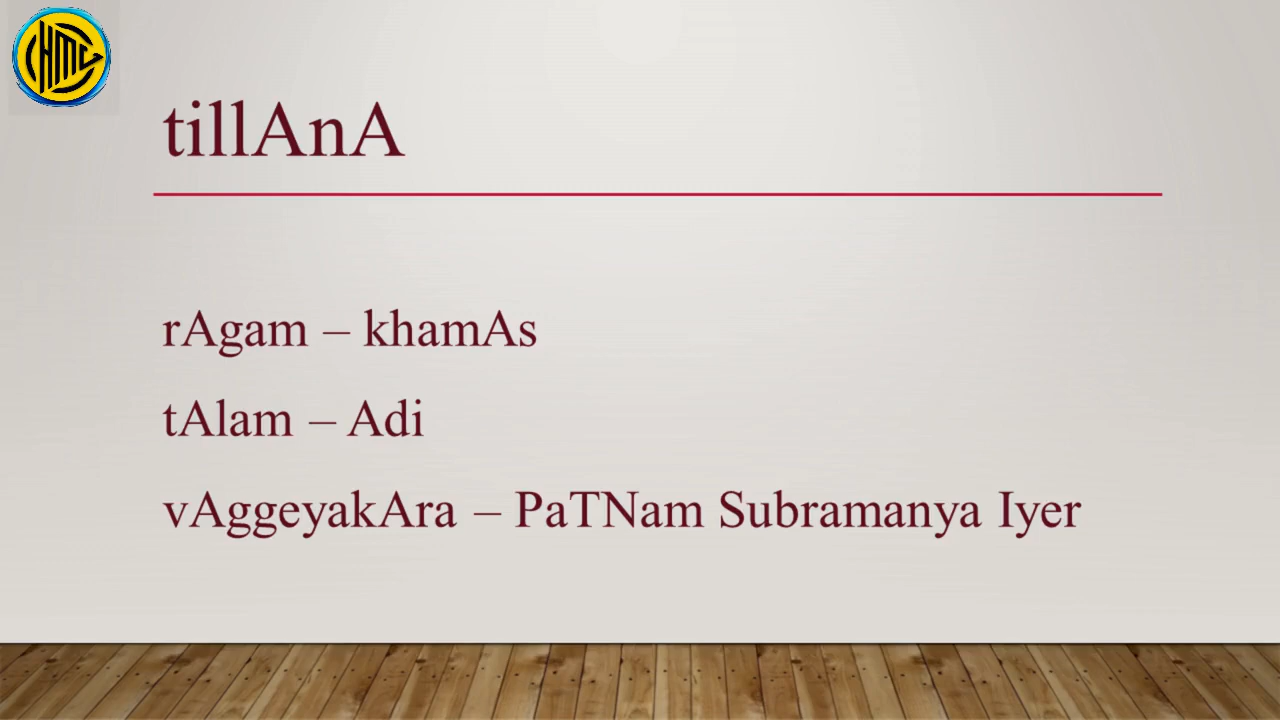 tillAnA
rAgam – khamAs
tAlam – Adi
vAggeyakAra – PaTNam Subramanya Iyer